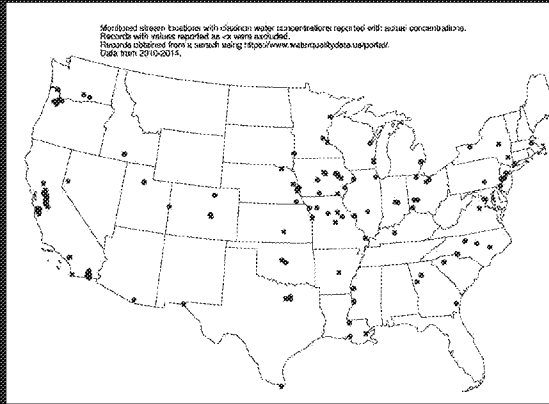 Monitored stream locations with diazinon water concentrations reported with actual concentrations.
Records with values reported as <x were excluded.
Records obtained from a search using https://www.waterqualitydata.us/portal/.
Data from 2010-2014.